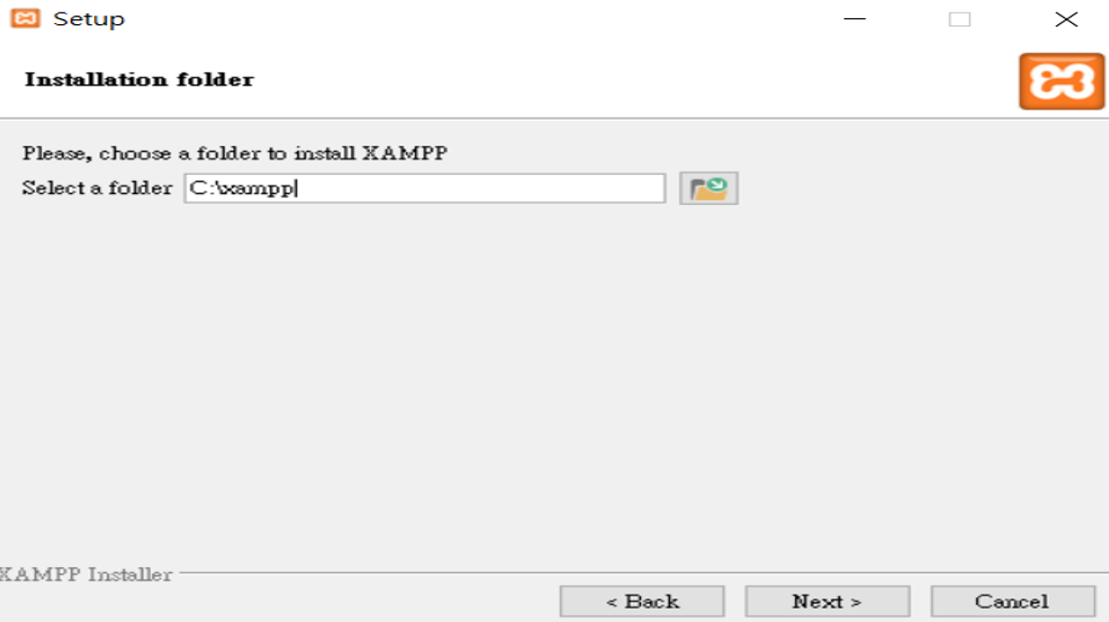 Setup
Installation folder
Please, choose a folder to install XAMPP
Select a folder C:\xampp
XAMPP Installer
< Back Next > Cancel